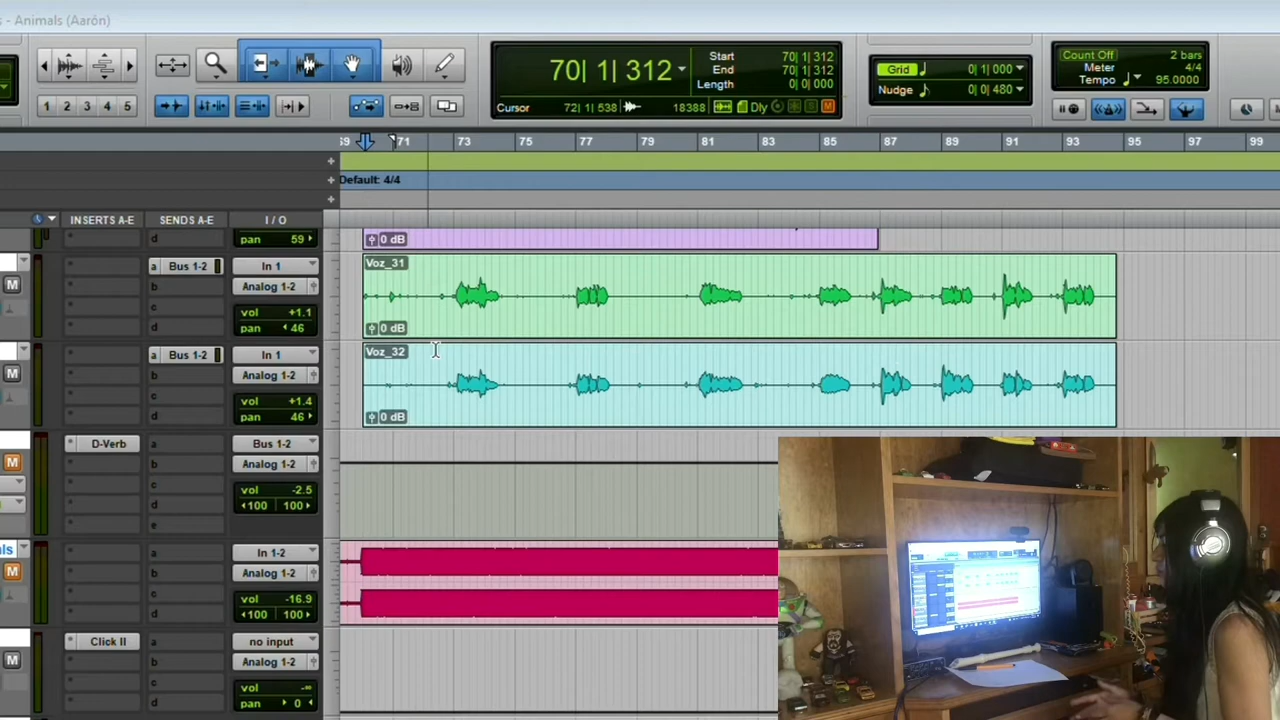 s - Animals (Aarón)
70| 1| 312
Start 70| 1| 312
End 70| 1| 312
Length 0| 0| 000
Cursor 72| 1| 538 18388 Dly M
Grid 0| 1| 000
Nudge 0| 0| 480
Count Off 2 bars
Meter 4/4
Tempo 95.0000
1 2 3 4 5
69 71 73 75 77 79 81 83 85 87 89 91 93 95 97 99
Default: 4/4
INSERTS A-E SENDS A-E I / O
d pan 59
0 dB
M
a Bus 1-2 In 1
b Analog 1-2
c vol +1.1
d pan 46
Voz_31
0 dB
M
a Bus 1-2 In 1
b Analog 1-2
c vol +1.4
d pan 46
Voz_32
0 dB
M
D-Verb a Bus 1-2
b Analog 1-2
c vol -2.5
d 100 100
e
als
M
a In 1-2
b Analog 1-2
c vol -16.9
d 100 100
M
Click II a no input
b Analog 1-2
c vol -∞
d pan 0